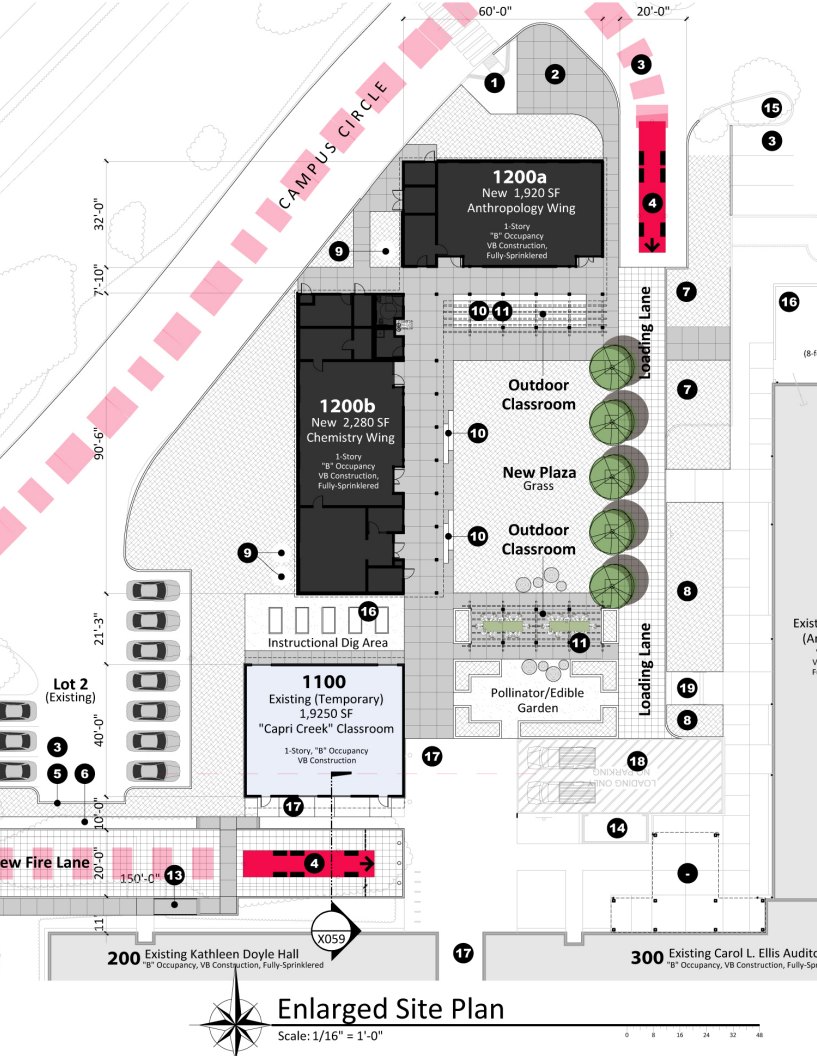 60'-0"
20'-0"
1
2
3
15
3
CAMPUS CIRCLE
1200a
New 1,920 SF
Anthropology Wing
1-Story
"B" Occupancy
VB Construction,
Fully-Sprinklered
4
32'-0"
9
7'-10"
7
16
10 11
Loading Lane
(8-f
Outdoor
Classroom
7
1200b
New 2,280 SF
Chemistry Wing
1-Story
"B" Occupancy
VB Construction,
Fully-Sprinklered
10
90'-6"
New Plaza
Grass
10
Outdoor
Classroom
9
8
16
Instructional Dig Area
21'-3"
11
Exist
(Ar
V
F
Loading Lane
Lot 2
(Existing)
1100
Existing (Temporary)
1,9250 SF
"Capri Creek" Classroom
1-Story, "B" Occupancy
VB Construction
Pollinator/Edible
Garden
19
8
40'-0"
3
5 6
17
18
LOADING ONLY
NO PARKING
17
10'-0"
14
ew Fire Lane
20'-0"
150'-0"
13
4
-
11'
X059
200 Existing Kathleen Doyle Hall
"B" Occupancy, VB Construction, Fully-Sprinklered
17
300 Existing Carol L. Ellis Audito
"B" Occupancy, VB Construction, Fully-Spr
Enlarged Site Plan
Scale: 1/16" = 1'-0"
0 8 16 24 32 48